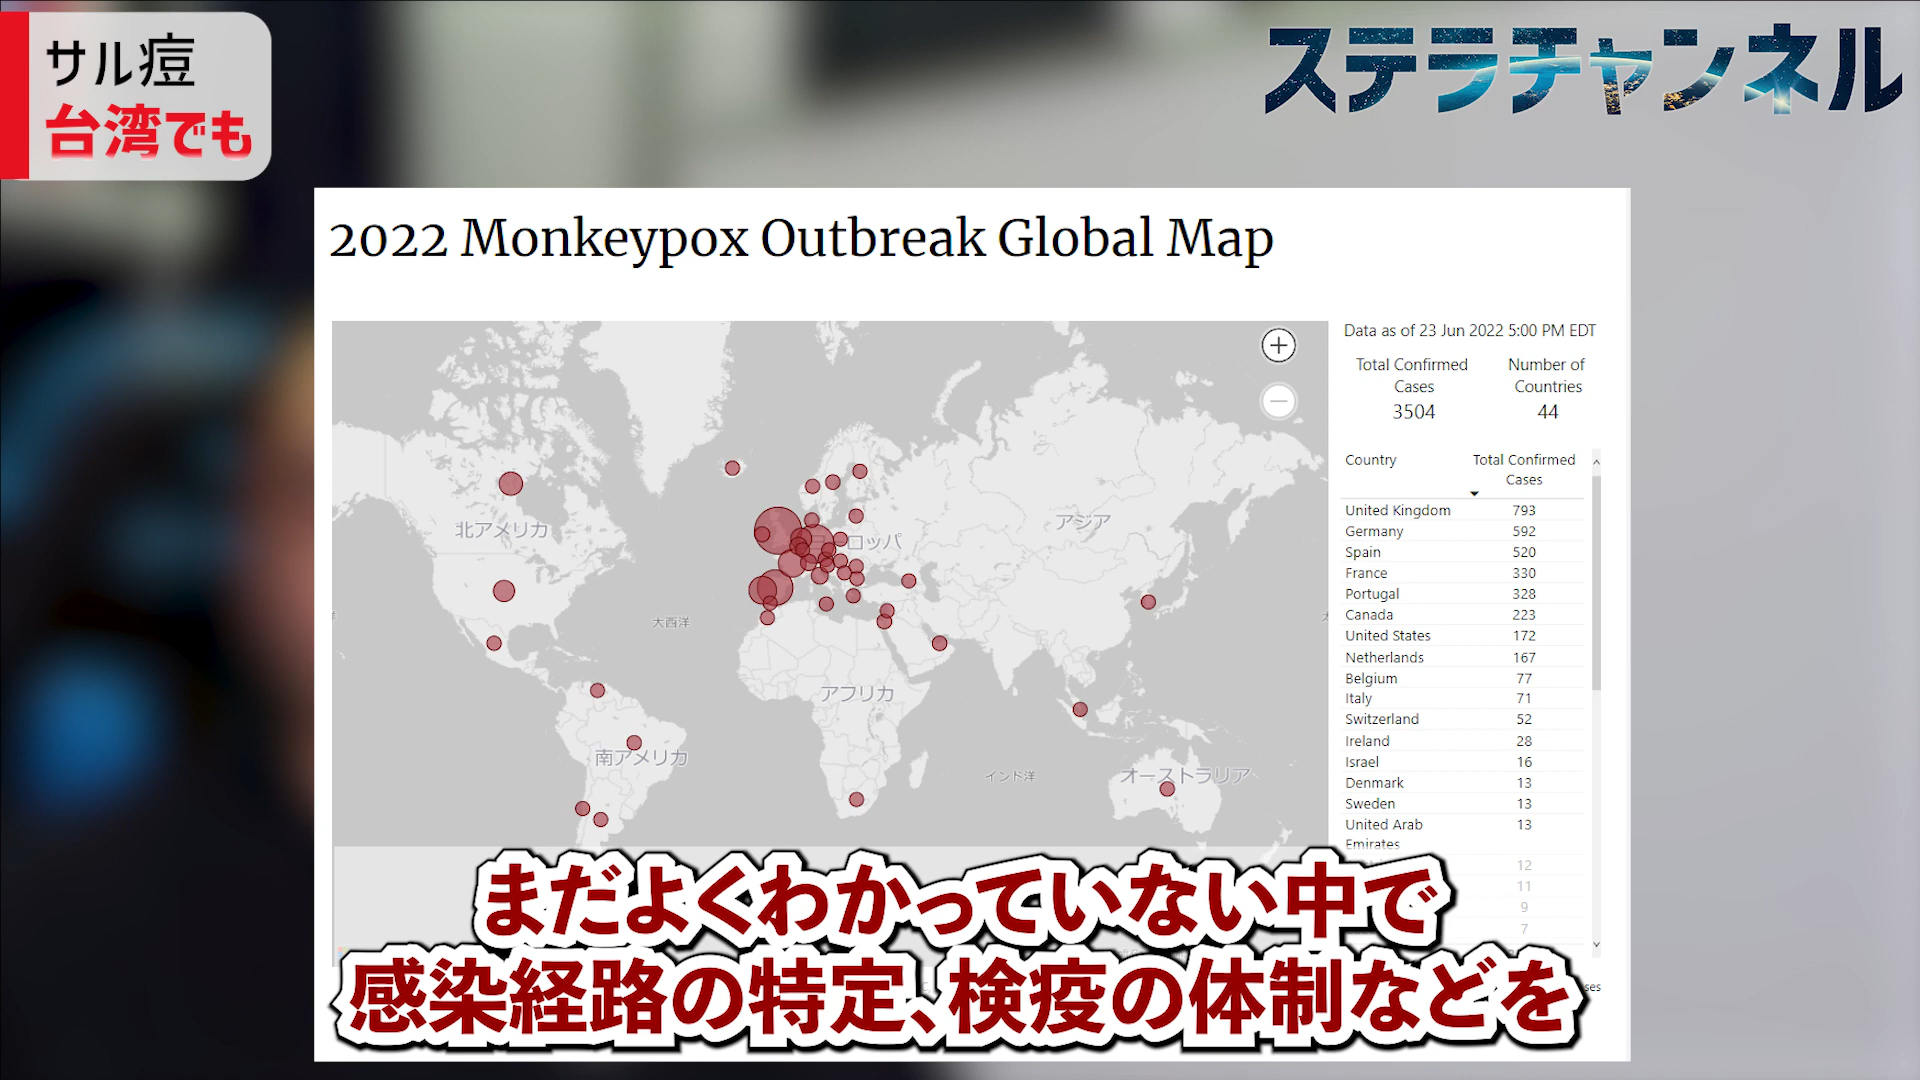 サル痘
台湾でも
ステラチャンネル
2022 Monkeypox Outbreak Global Map
Data as of 23 Jun 2022 5:00 PM EDT
Total Confirmed Cases
3504
Number of Countries
44
北アメリカ
大西洋
ロッパ
アジア
アフリカ
南アメリカ
インド洋
オーストラリア
Country Total Confirmed Cases
United Kingdom 793
Germany 592
Spain 520
France 330
Portugal 328
Canada 223
United States 172
Netherlands 167
Belgium 77
Italy 71
Switzerland 52
Ireland 28
Israel 16
Denmark 13
Sweden 13
United Arab Emirates 13
12
11
9
7
まだよくわかっていない中で
感染経路の特定、検疫の体制などを